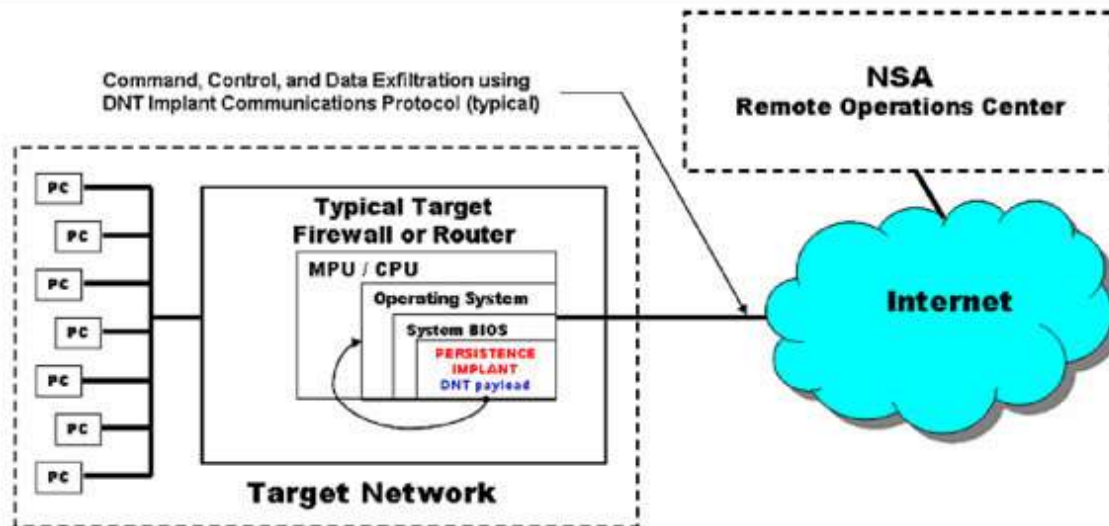 Command, Control, and Data Exfiltration using
DNT Implant Communications Protocol (typical)
NSA
Remote Operations Center
PC
PC
PC
PC
PC
PC
PC
Typical Target
Firewall or Router
MPU / CPU
Operating System
System BIOS
PERSISTENCE
IMPLANT
DNT payload
Internet
Target Network